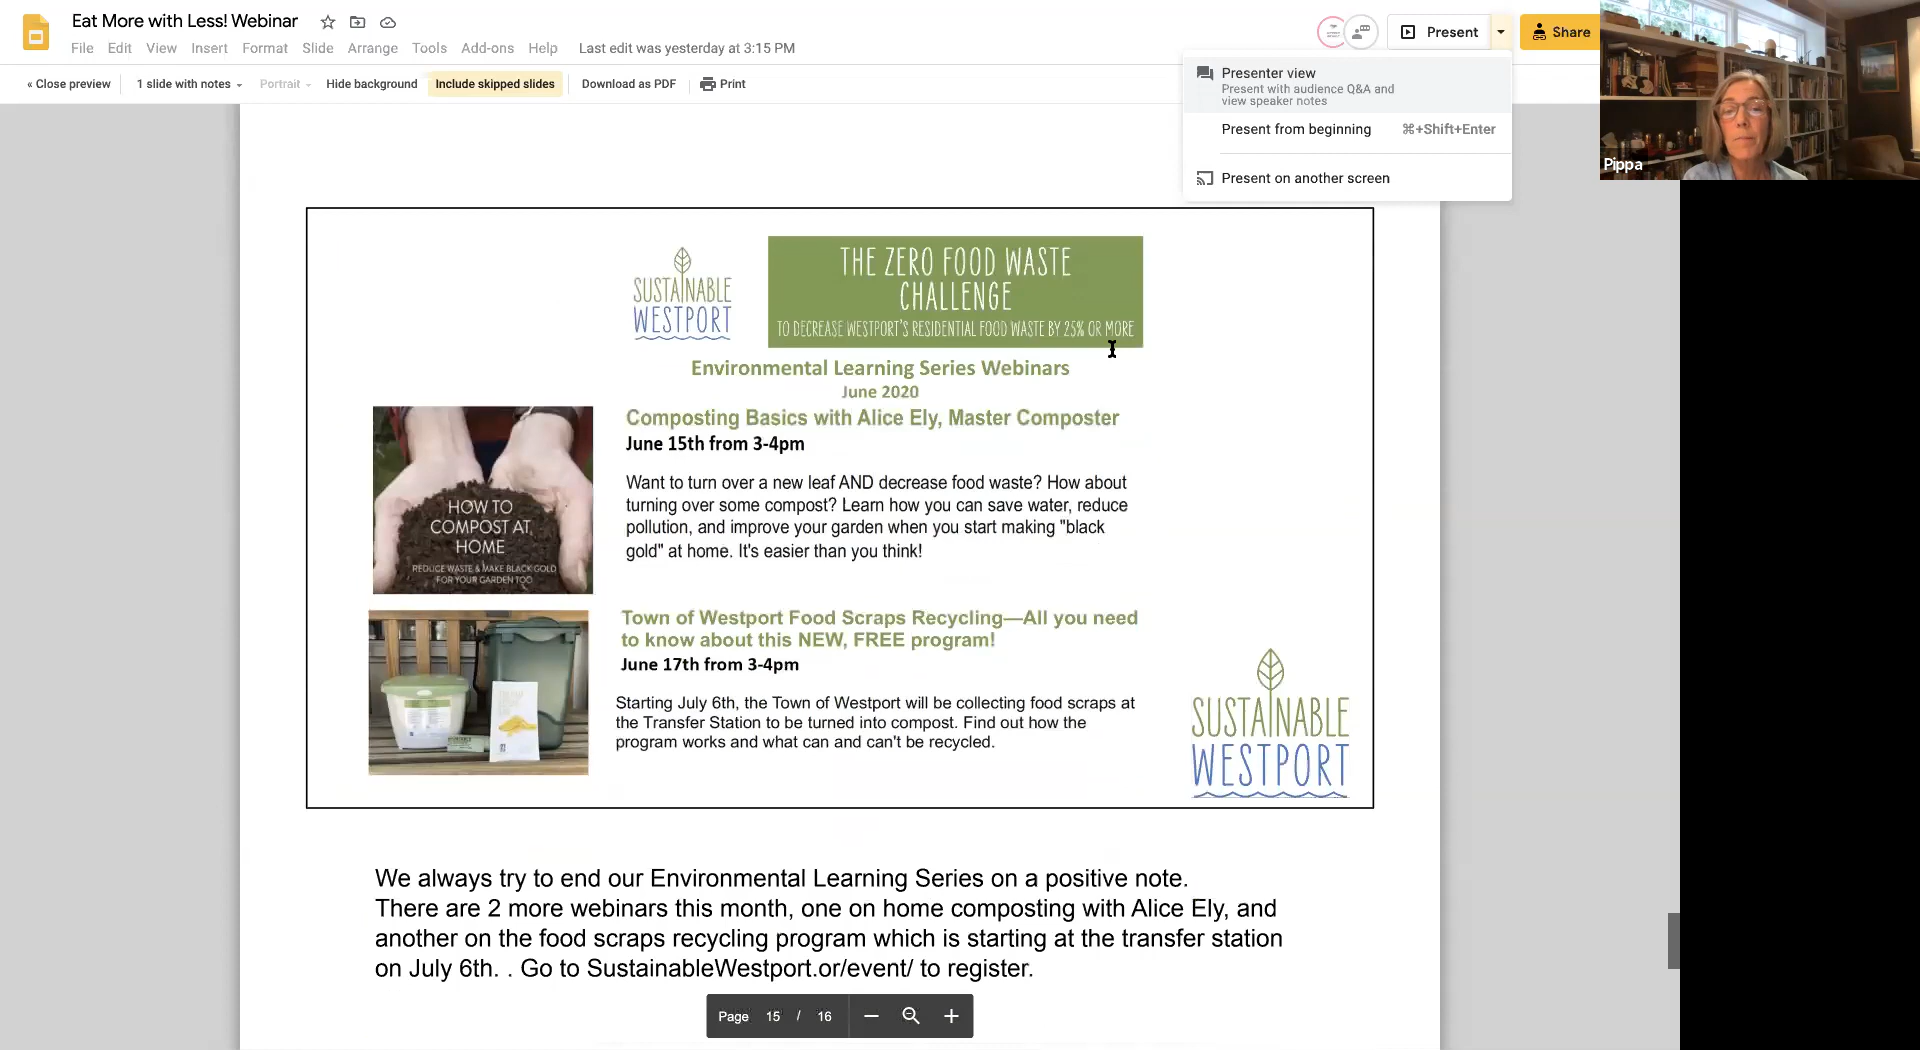 Eat More with Less! Webinar
File Edit View Insert Format Slide Arrange Tools Add-ons Help Last edit was yesterday at 3:15 PM
Present
Share
« Close preview 1 slide with notes Portrait Hide background Include skipped slides Download as PDF Print
Presenter view
Present with audience Q&A and
view speaker notes
Present from beginning ⌘+Shift+Enter
Present on another screen
Pippa
SUSTAINABLE
WESTPORT
THE ZERO FOOD WASTE
CHALLENGE
TO DECREASE WESTPORT'S RESIDENTIAL FOOD WASTE BY 25% OR MORE
Environmental Learning Series Webinars
June 2020
Composting Basics with Alice Ely, Master Composter
June 15th from 3-4pm
Want to turn over a new leaf AND decrease food waste? How about
turning over some compost? Learn how you can save water, reduce
pollution, and improve your garden when you start making "black
gold" at home. It's easier than you think!
HOW TO
COMPOST AT
HOME
REDUCE WASTE & MAKE BLACK GOLD
FOR YOUR GARDEN TOO
Town of Westport Food Scraps Recycling—All you need
to know about this NEW, FREE program!
June 17th from 3-4pm
Starting July 6th, the Town of Westport will be collecting food scraps at
the Transfer Station to be turned into compost. Find out how the
program works and what can and can't be recycled.
SUSTAINABLE
WESTPORT
We always try to end our Environmental Learning Series on a positive note.
There are 2 more webinars this month, one on home composting with Alice Ely, and
another on the food scraps recycling program which is starting at the transfer station
on July 6th. . Go to SustainableWestport.or/event/ to register.
Page 15 / 16